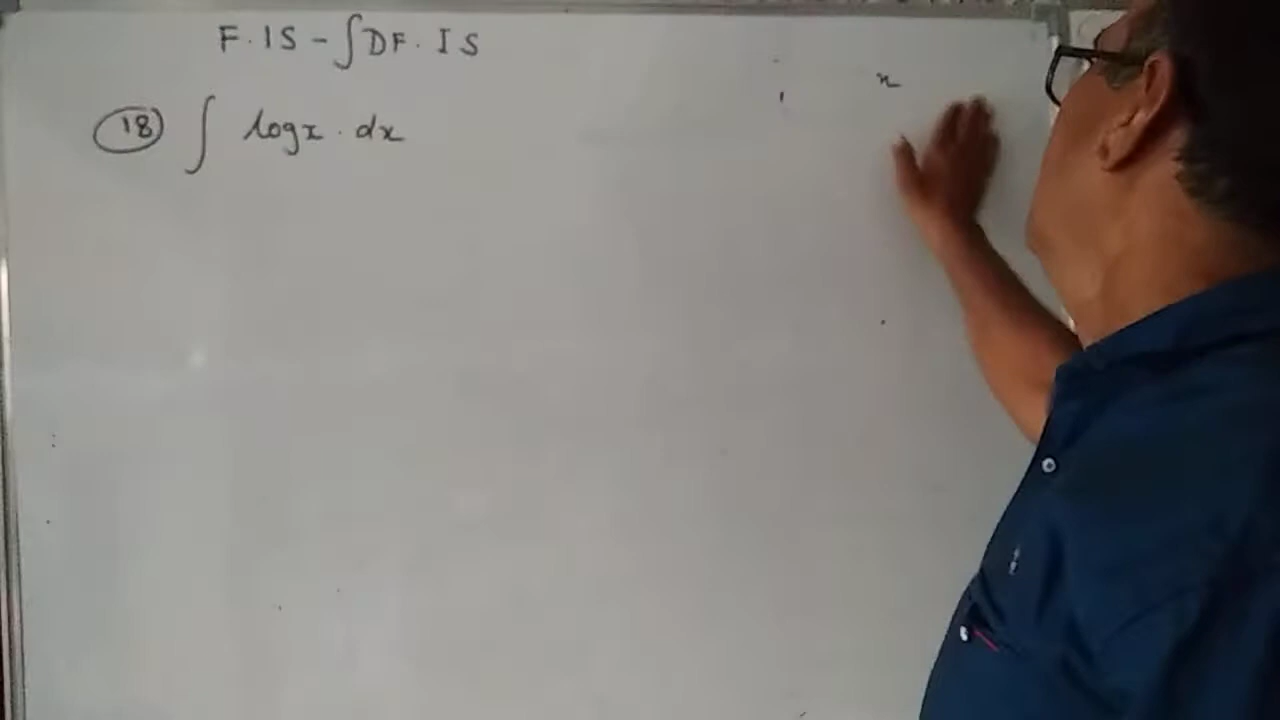 F. IS - ∫DF. IS
x
18 ∫ logx . dx